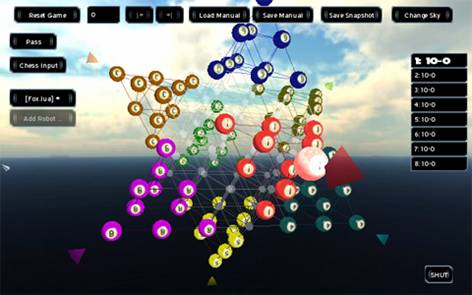 Reset Game
0
|=
=|
Load Manual
Save Manual
Save Snapshot
Change Sky
Pass
Chess Input
[Fox.lua] *
Add Robot ...
1: 10-0
2: 10-0
3: 10-0
4: 10-0
5: 10-0
6: 10-0
7: 10-0
8: 10-0
SHUT